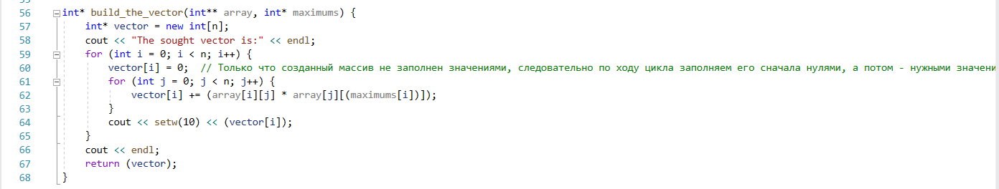 56 int* build_the_vector(int** array, int* maximums) {
57 int* vector = new int[n];
58 cout << "The sought vector is:" << endl;
59 for (int i = 0; i < n; i++) {
60 vector[i] = 0; // Только что созданный массив не заполнен значениями, следовательно по ходу цикла заполняем его сначала нулями, а потом - нужными значени
61 for (int j = 0; j < n; j++) {
62 vector[i] += (array[i][j] * array[j][(maximums[i])]);
63 }
64 cout << setw(10) << (vector[i]);
65 }
66 cout << endl;
67 return (vector);
68 }